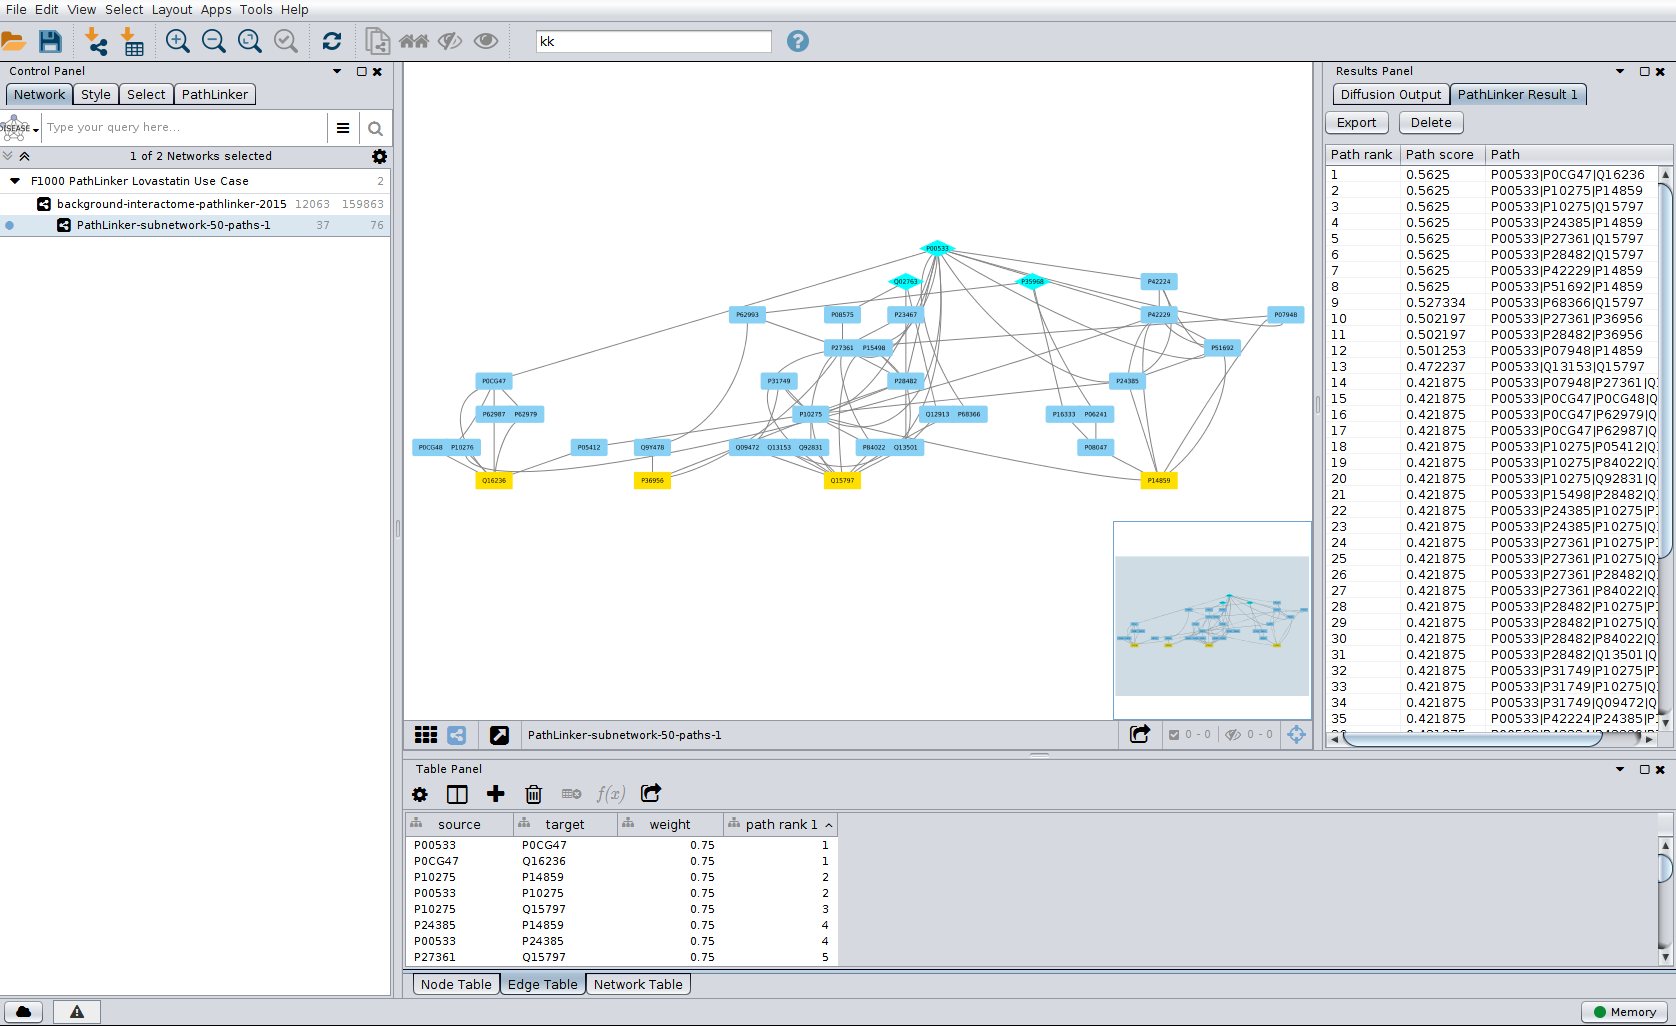 File Edit View Select Layout Apps Tools Help
kk
Control Panel
Network Style Select PathLinker
DISEASE Type your query here...
1 of 2 Networks selected
F1000 PathLinker Lovastatin Use Case 2
background-interactome-pathlinker-2015 12063 159863
PathLinker-subnetwork-50-paths-1 37 76
P00533
Q02763 P35968 P42224
P62993 P08575 P23467 P42229 P07948
P27361 P15498 P51692
P0CG47 P31749 P28482 P24385
P62987 P62979 P10275 Q12913 P68366 P16333 P06241
P0CG48 P10276 P05412 Q9Y478 Q09472 Q13153 Q92831 P84022 Q13501 P08047
Q16236 P36956 Q15797 P14859
PathLinker-subnetwork-50-paths-1
0 - 0 0 - 0
Results Panel
Diffusion Output PathLinker Result 1
Export Delete
Path rank Path score Path
1 0.5625 P00533|P0CG47|Q16236
2 0.5625 P00533|P10275|P14859
3 0.5625 P00533|P10275|Q15797
4 0.5625 P00533|P24385|P14859
5 0.5625 P00533|P27361|Q15797
6 0.5625 P00533|P28482|Q15797
7 0.5625 P00533|P42229|P14859
8 0.5625 P00533|P51692|P14859
9 0.527334 P00533|P68366|Q15797
10 0.502197 P00533|P27361|P36956
11 0.502197 P00533|P28482|P36956
12 0.501253 P00533|P07948|P14859
13 0.472237 P00533|Q13153|Q15797
14 0.421875 P00533|P07948|P27361|Q
15 0.421875 P00533|P0CG47|P0CG48|Q
16 0.421875 P00533|P0CG47|P62979|Q
17 0.421875 P00533|P0CG47|P62987|Q
18 0.421875 P00533|P10275|P05412|Q
19 0.421875 P00533|P10275|P84022|Q
20 0.421875 P00533|P10275|Q92831|Q
21 0.421875 P00533|P15498|P28482|Q
22 0.421875 P00533|P24385|P10275|P
23 0.421875 P00533|P24385|P10275|Q
24 0.421875 P00533|P27361|P10275|P
25 0.421875 P00533|P27361|P10275|Q
26 0.421875 P00533|P27361|P28482|Q
27 0.421875 P00533|P27361|P84022|Q
28 0.421875 P00533|P28482|P10275|P
29 0.421875 P00533|P28482|P10275|Q
30 0.421875 P00533|P28482|P84022|Q
31 0.421875 P00533|P28482|Q13501|Q
32 0.421875 P00533|P31749|P10275|P
33 0.421875 P00533|P31749|P10275|Q
34 0.421875 P00533|P31749|Q09472|Q
35 0.421875 P00533|P42224|P24385|P
Table Panel
f(x)
source target weight path rank 1
P00533 P0CG47 0.75 1
P0CG47 Q16236 0.75 1
P10275 P14859 0.75 2
P00533 P10275 0.75 2
P10275 Q15797 0.75 3
P24385 P14859 0.75 4
P00533 P24385 0.75 4
P27361 Q15797 0.75 5
Node Table Edge Table Network Table
Memory